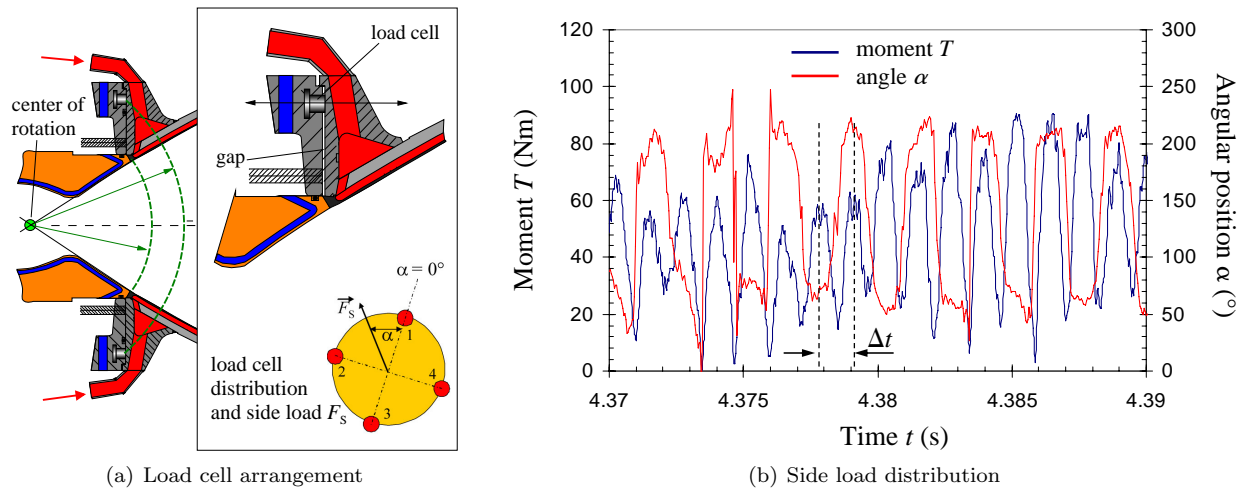 load cell
center of
rotation
gap
α = 0°
F⃗S
α
1
2
3
4
load cell
distribution
and side load FS
(a) Load cell arrangement
moment T
angle α
Moment T (Nm)
120
100
80
60
40
20
0
Angular position α (°)
300
250
200
150
100
50
0
Δt
4.37
4.375
4.38
4.385
4.39
Time t (s)
(b) Side load distribution